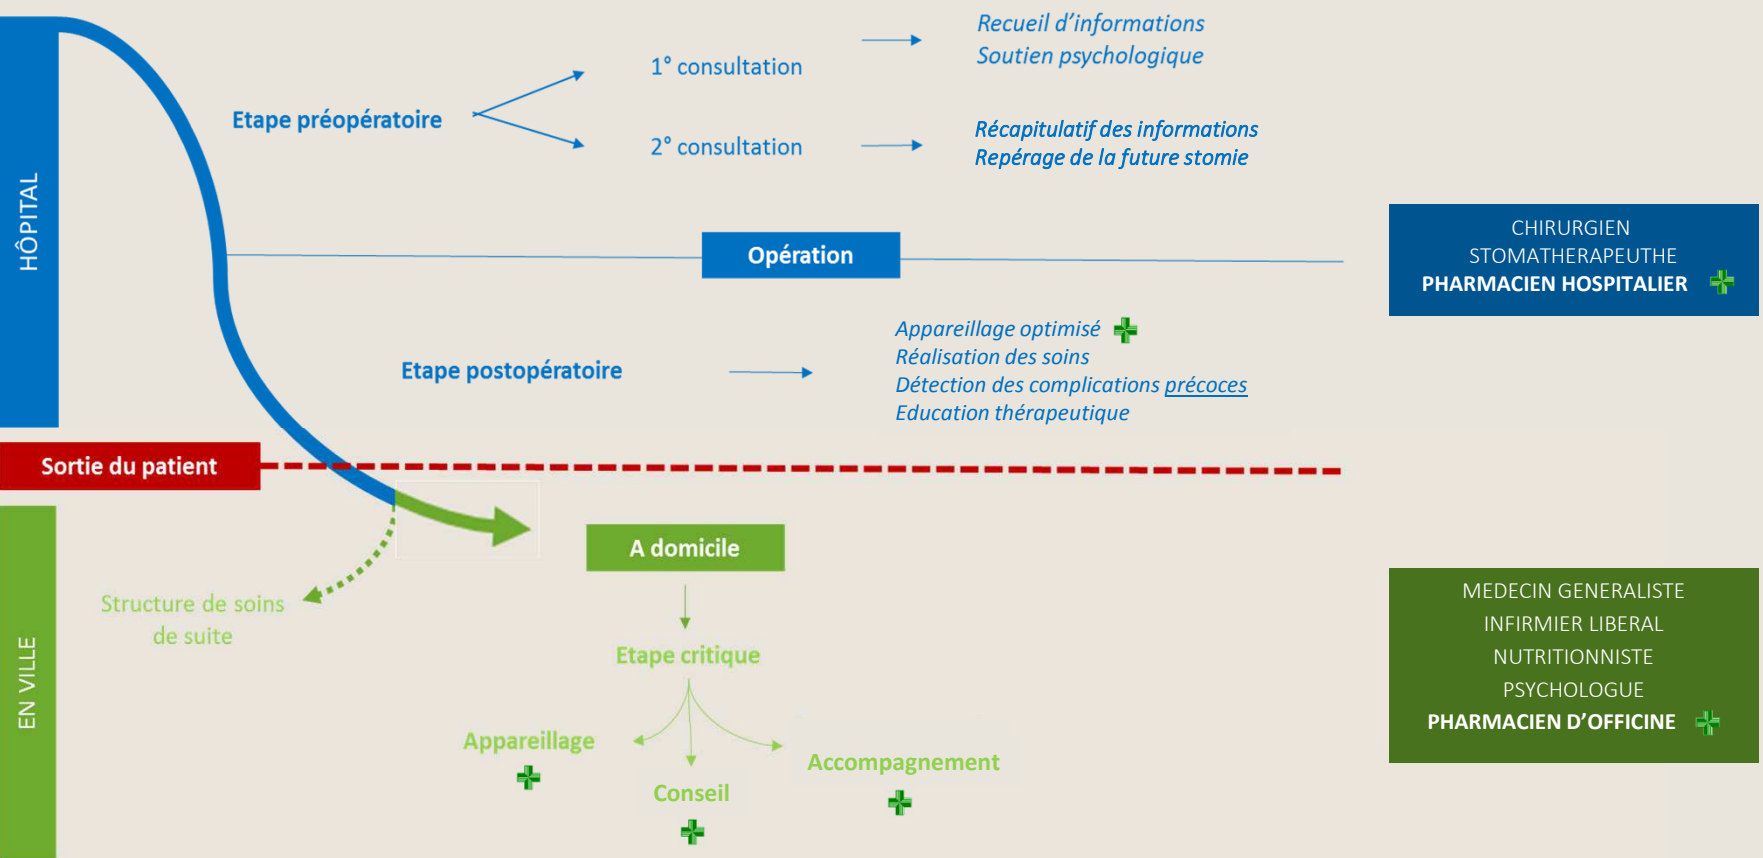 HÔPITAL
Etape préopératoire
1° consultation
Recueil d'informations
Soutien psychologique
2° consultation
Récapitulatif des informations
Repérage de la future stomie
Opération
CHIRURGIEN
STOMATHERAPEUTHE
PHARMACIEN HOSPITALIER
Etape postopératoire
Appareillage optimisé
Réalisation des soins
Détection des complications précoces
Education thérapeutique
Sortie du patient
EN VILLE
Structure de soins
de suite
A domicile
Etape critique
Appareillage
Conseil
Accompagnement
MEDECIN GENERALISTE
INFIRMIER LIBERAL
NUTRITIONNISTE
PSYCHOLOGUE
PHARMACIEN D’OFFICINE